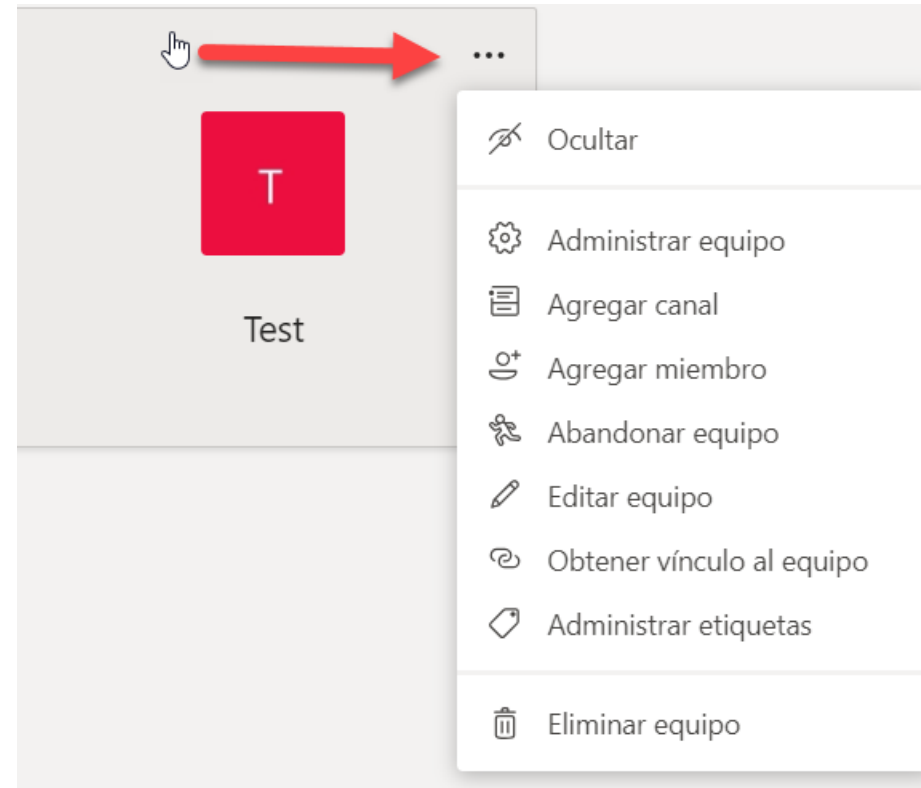 ...
T
Test
Ocultar
Administrar equipo
Agregar canal
Agregar miembro
Abandonar equipo
Editar equipo
Obtener vínculo al equipo
Administrar etiquetas
Eliminar equipo